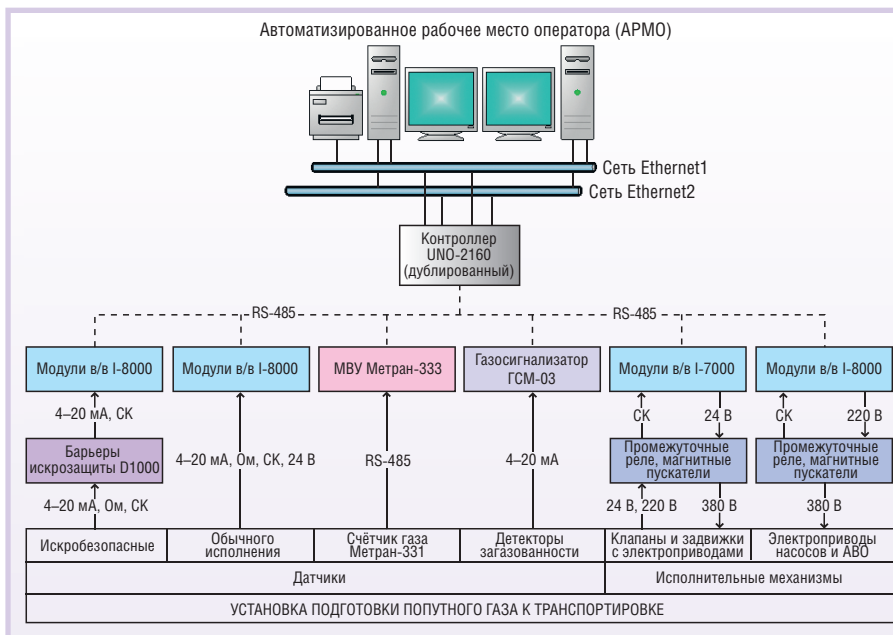 Автоматизированное рабочее место оператора (АРМО)
Сеть Ethernet1
Сеть Ethernet2
Контроллер
UNO-2160
(дублированный)
RS-485
RS-485
Модули в/в I-8000
Модули в/в I-8000
МВУ Метран-333
Газосигнализатор
ГСМ-03
Модули в/в I-7000
Модули в/в I-8000
4–20 мА, СК
СК
24 В
СК
220 В
Барьеры
искрозащиты D1000
4–20 мА, Ом, СК, 24 В
RS-485
4–20 мА
Промежуточные
реле, магнитные
пускатели
Промежуточные
реле, магнитные
пускатели
4–20 мА, Ом, СК
24 В, 220 В
380 В
380 В
Искробезопасные
Обычного
исполнения
Счётчик газа
Метран-331
Детекторы
загазованности
Клапаны и задвижки
с электроприводами
Электроприводы
насосов и АВО
Датчики
Исполнительные механизмы
УСТАНОВКА ПОДГОТОВКИ ПОПУТНОГО ГАЗА К ТРАНСПОРТИРОВКЕ